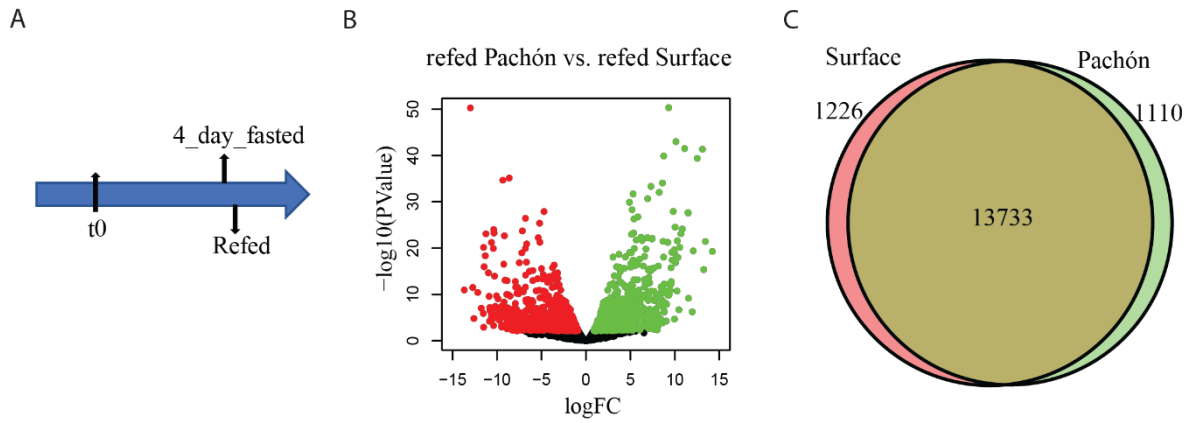 A
4_day_fasted
t0
Refed
B
refed Pachón vs. refed Surface
−log10(PValue)
50
40
30
20
10
0
−15 −10 −5 0 5 10 15
logFC
C
Surface
Pachón
1226
1110
13733